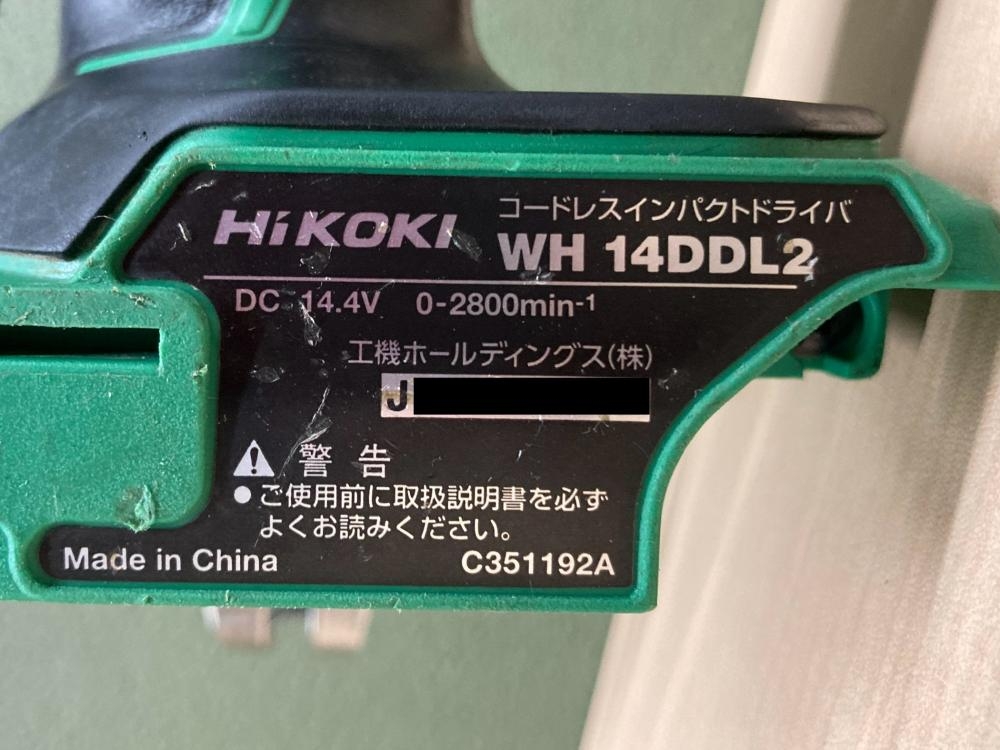 HiKOKI
コードレスインパクトドライバ
WH 14DDL2
DC 14.4V 0-2800min-1
工機ホールディングス(株)
J
警告
●ご使用前に取扱説明書を必ず
よくお読みください。
Made in China
C351192A